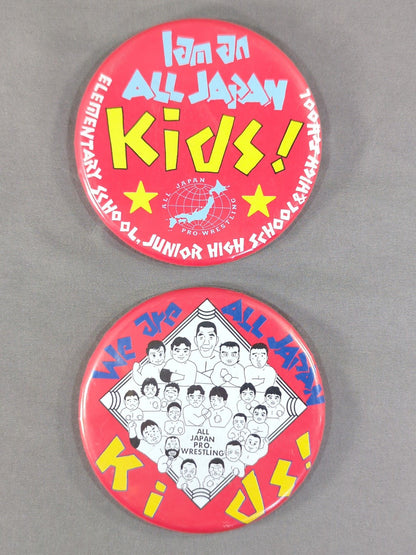 I am an
ALL JAPAN
Kids!
ELEMENTARY SCHOOL, JUNIOR HIGH SCHOOL & HIGH SCHOOL
ALL JAPAN
PRO-WRESTLING
We are ALL JAPAN
ALL
JAPAN
PRO.
WRESTLING
Kids!